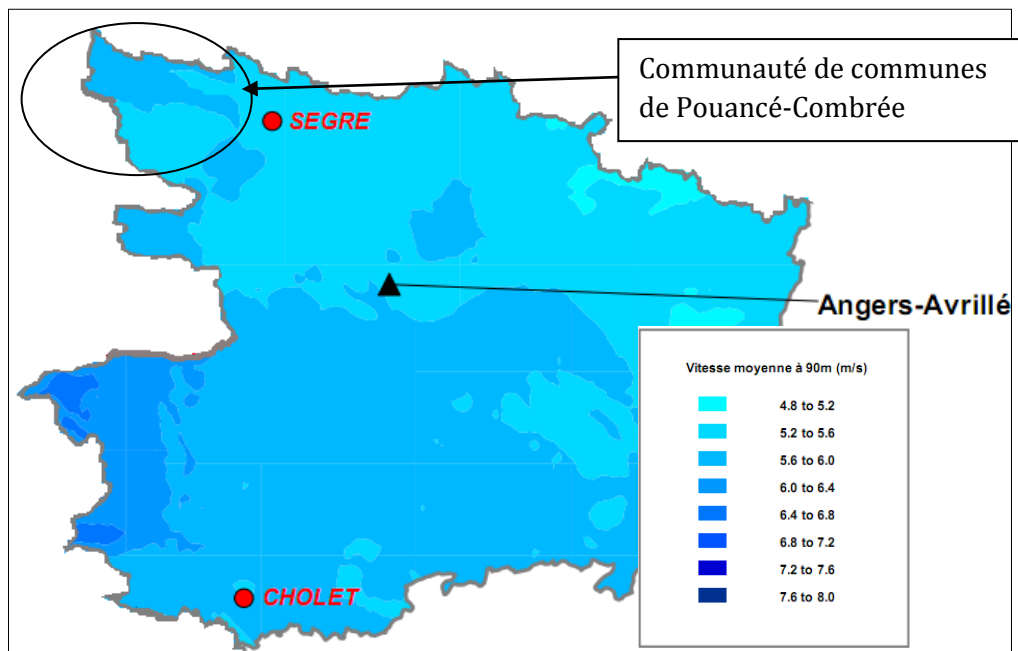 Communauté de communes
de Pouancé-Combrée
SEGRE
Angers-Avrillé
Vitesse moyenne à 90m (m/s)
4.8 to 5.2
5.2 to 5.6
5.6 to 6.0
6.0 to 6.4
6.4 to 6.8
6.8 to 7.2
7.2 to 7.6
7.6 to 8.0
CHOLET